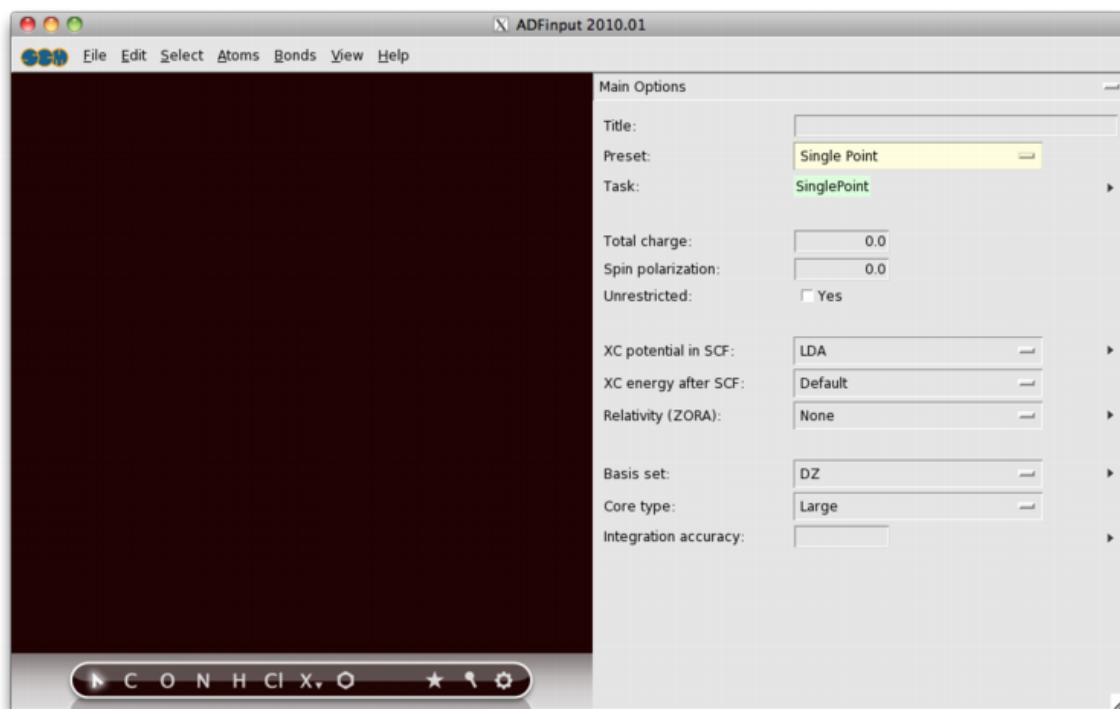 X ADFinput 2010.01
SCM File Edit Select Atoms Bonds View Help
Main Options
Title:
Preset: Single Point
Task: SinglePoint
Total charge: 0.0
Spin polarization: 0.0
Unrestricted: Yes
XC potential in SCF: LDA
XC energy after SCF: Default
Relativity (ZORA): None
Basis set: DZ
Core type: Large
Integration accuracy:
C O N H Cl X